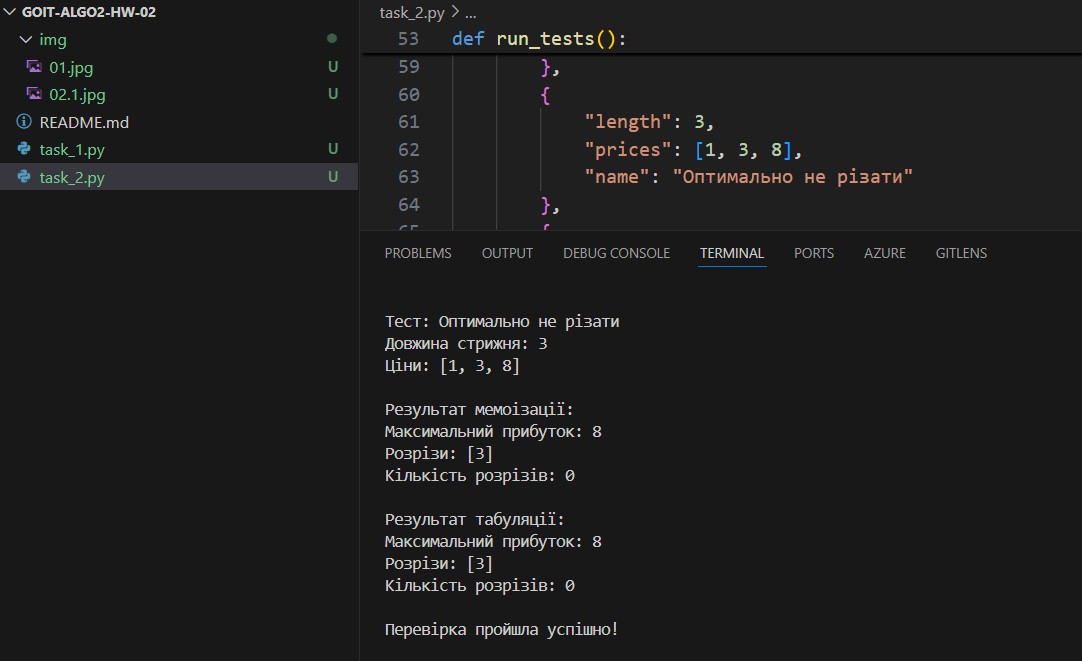 GOIT-ALGO2-HW-02
img
01.jpg U
02.1.jpg U
README.md
task_1.py U
task_2.py U
task_2.py > ...
53 def run_tests():
59 },
60 {
61 "length": 3,
62 "prices": [1, 3, 8],
63 "name": "Оптимально не різати"
64 },
65 {
PROBLEMS OUTPUT DEBUG CONSOLE TERMINAL PORTS AZURE GITLENS
Тест: Оптимально не різати
Довжина стрижня: 3
Ціни: [1, 3, 8]
Результат мемоізації:
Максимальний прибуток: 8
Розрізи: [3]
Кількість розрізів: 0
Результат табуляції:
Максимальний прибуток: 8
Розрізи: [3]
Кількість розрізів: 0
Перевірка пройшла успішно!